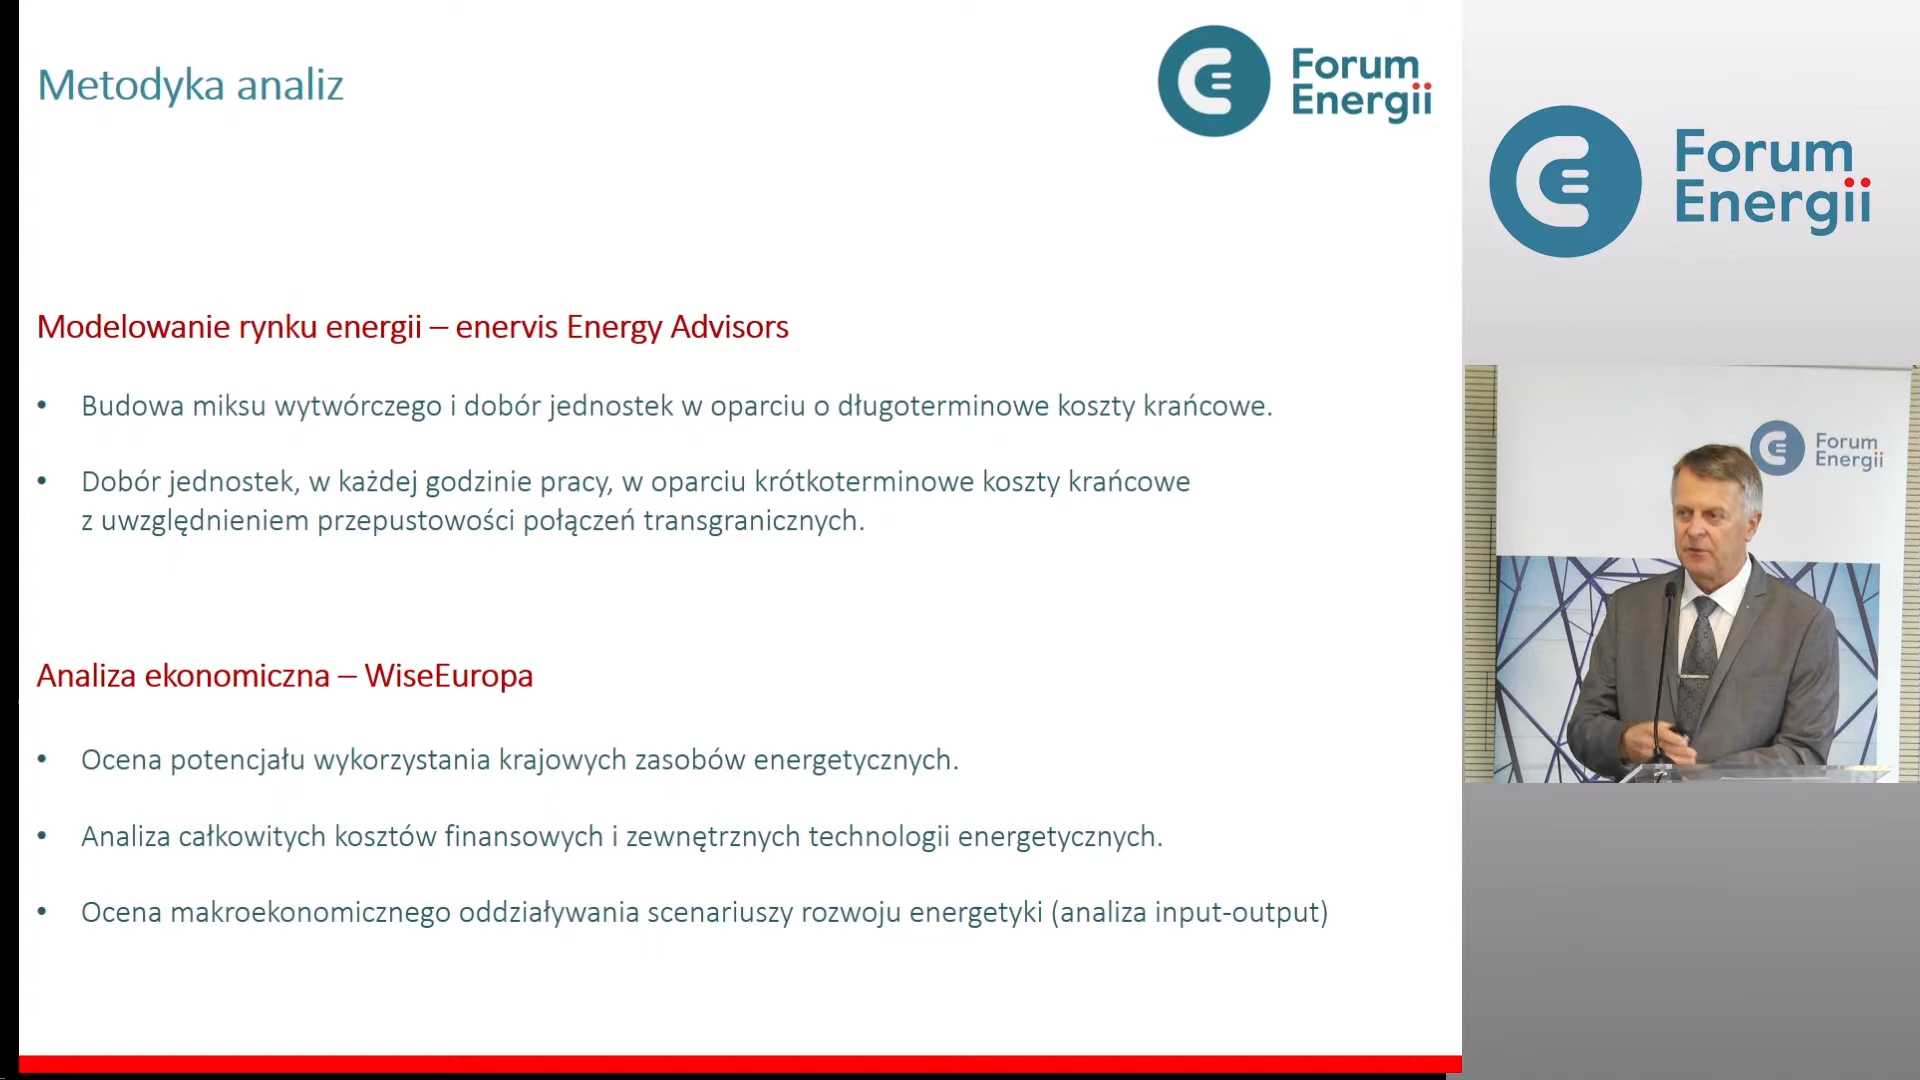 Metodyka analiz
Forum
Energii
Modelowanie rynku energii – enervis Energy Advisors
• Budowa miksu wytwórczego i dobór jednostek w oparciu o długoterminowe koszty krańcowe.
• Dobór jednostek, w każdej godzinie pracy, w oparciu krótkoterminowe koszty krańcowe
z uwzględnieniem przepustowości połączeń transgranicznych.
Analiza ekonomiczna – WiseEuropa
• Ocena potencjału wykorzystania krajowych zasobów energetycznych.
• Analiza całkowitych kosztów finansowych i zewnętrznych technologii energetycznych.
• Ocena makroekonomicznego oddziaływania scenariuszy rozwoju energetyki (analiza input-output)
Forum
Energii
Forum
Energii